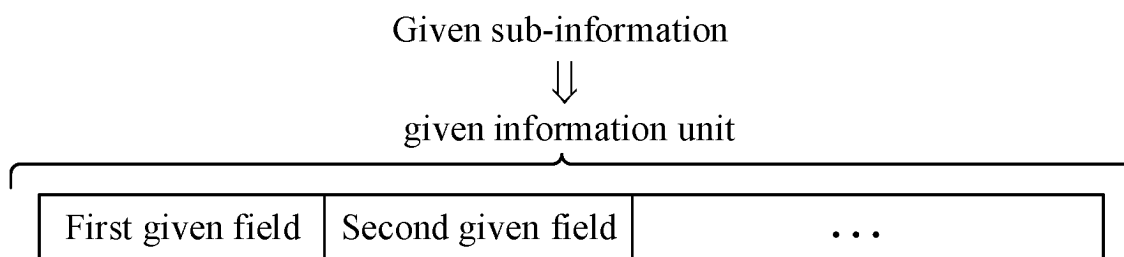 Given sub-information
⇓
given information unit
First given field Second given field ...